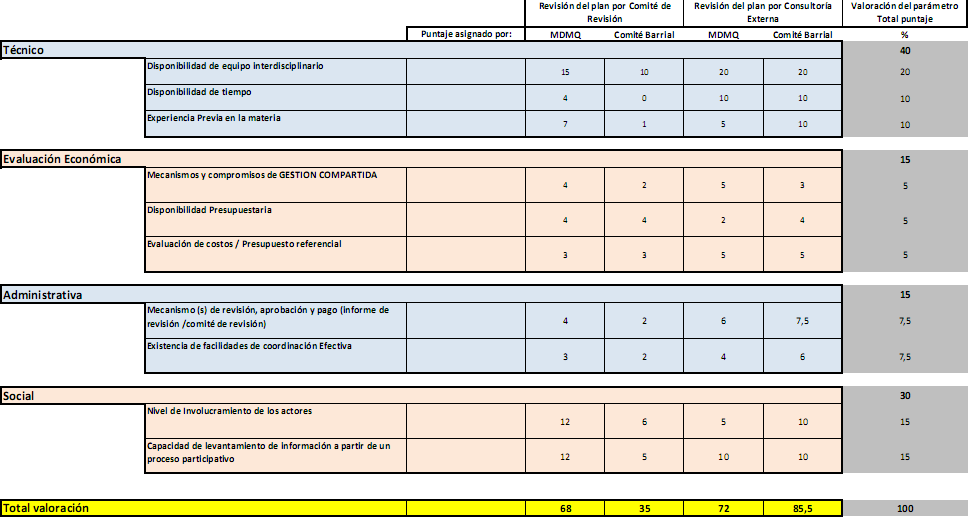 Revisión del plan por Comité de Revisión Revisión del plan por Consultoría Externa Valoración del parámetro Total puntaje
Puntaje asignado por: MDMQ Comité Barrial MDMQ Comité Barrial %
Técnico 40
Disponibilidad de equipo interdisciplinario 15 10 20 20 20
Disponibilidad de tiempo 4 0 10 10 10
Experiencia Previa en la materia 7 1 5 10 10
Evaluación Económica 15
Mecanismos y compromisos de GESTION COMPARTIDA 4 2 5 3 5
Disponibilidad Presupuestaria 4 4 2 4 5
Evaluación de costos / Presupuesto referencial 3 3 5 5 5
Administrativa 15
Mecanismo (s) de revisión, aprobación y pago (informe de revisión /comité de revisión) 4 2 6 7,5 7,5
Existencia de facilidades de coordinación Efectiva 3 2 4 6 7,5
Social 30
Nivel de Involucramiento de los actores 12 6 5 10 15
Capacidad de levantamiento de información a partir de un proceso participativo 12 5 10 10 15
Total valoración 68 35 72 85,5 100